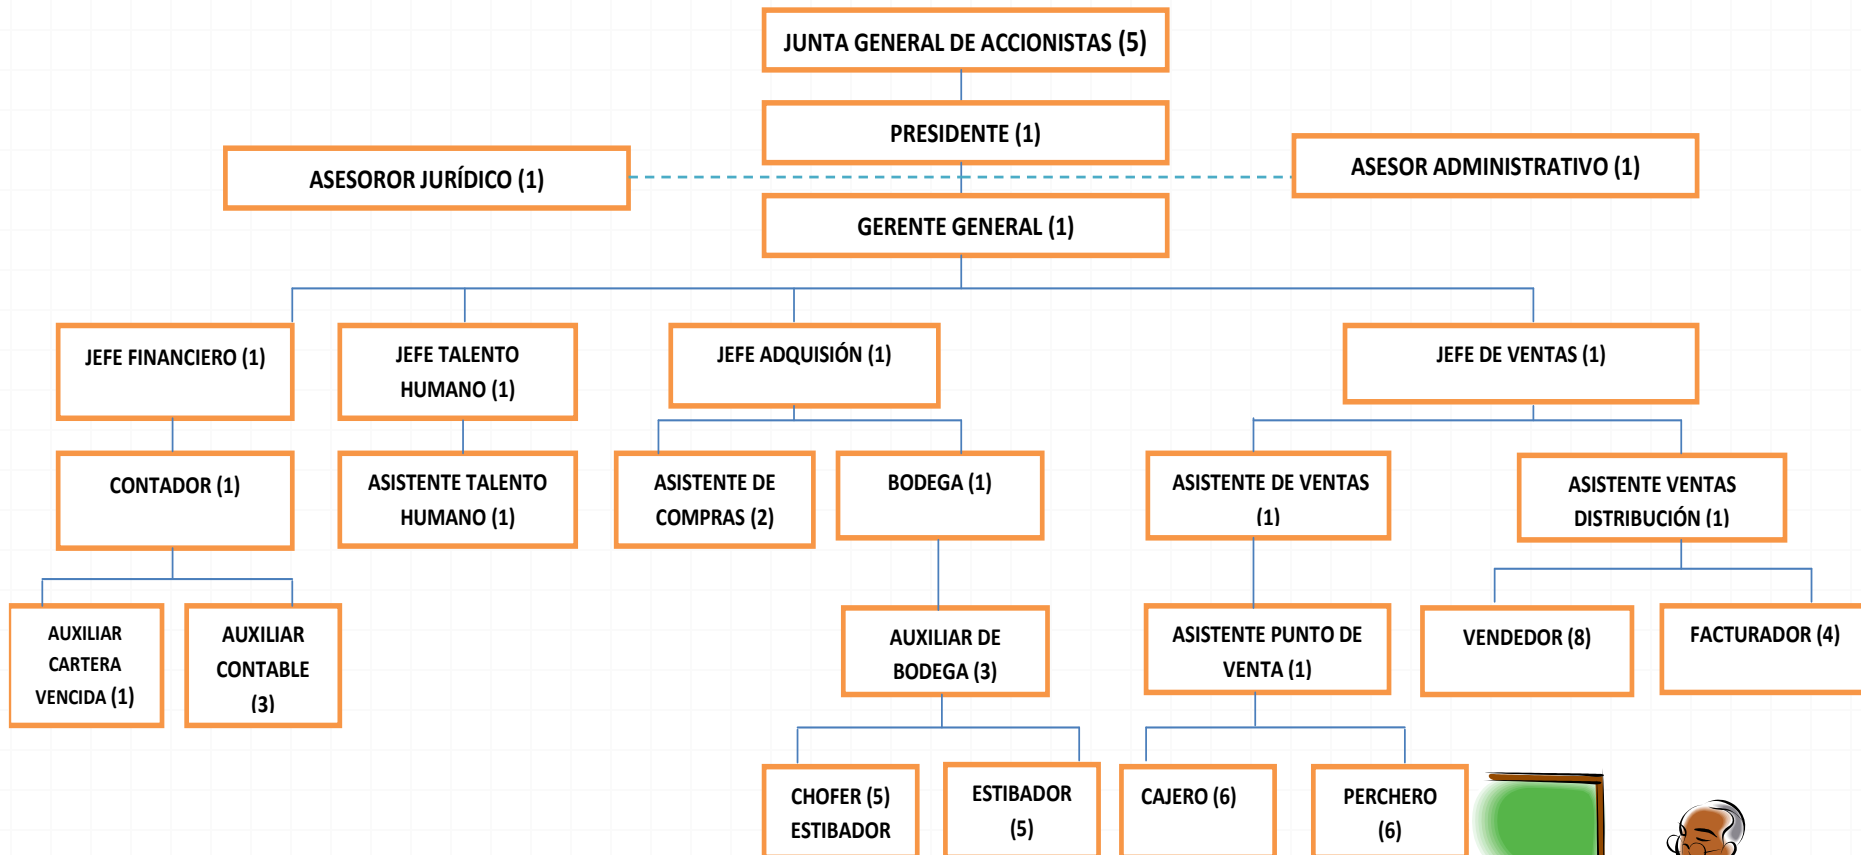 JUNTA GENERAL DE ACCIONISTAS (5)
PRESIDENTE (1)
ASESOROR JURÍDICO (1)
ASESOR ADMINISTRATIVO (1)
GERENTE GENERAL (1)
JEFE FINANCIERO (1)
JEFE TALENTO
HUMANO (1)
JEFE ADQUISIÓN (1)
JEFE DE VENTAS (1)
CONTADOR (1)
ASISTENTE TALENTO
HUMANO (1)
ASISTENTE DE
COMPRAS (2)
BODEGA (1)
ASISTENTE DE VENTAS
(1)
ASISTENTE VENTAS
DISTRIBUCIÓN (1)
AUXILIAR
CARTERA
VENCIDA (1)
AUXILIAR
CONTABLE
(3)
AUXILIAR DE
BODEGA (3)
ASISTENTE PUNTO DE
VENTA (1)
VENDEDOR (8)
FACTURADOR (4)
CHOFER (5)
ESTIBADOR
ESTIBADOR
(5)
CAJERO (6)
PERCHERO
(6)